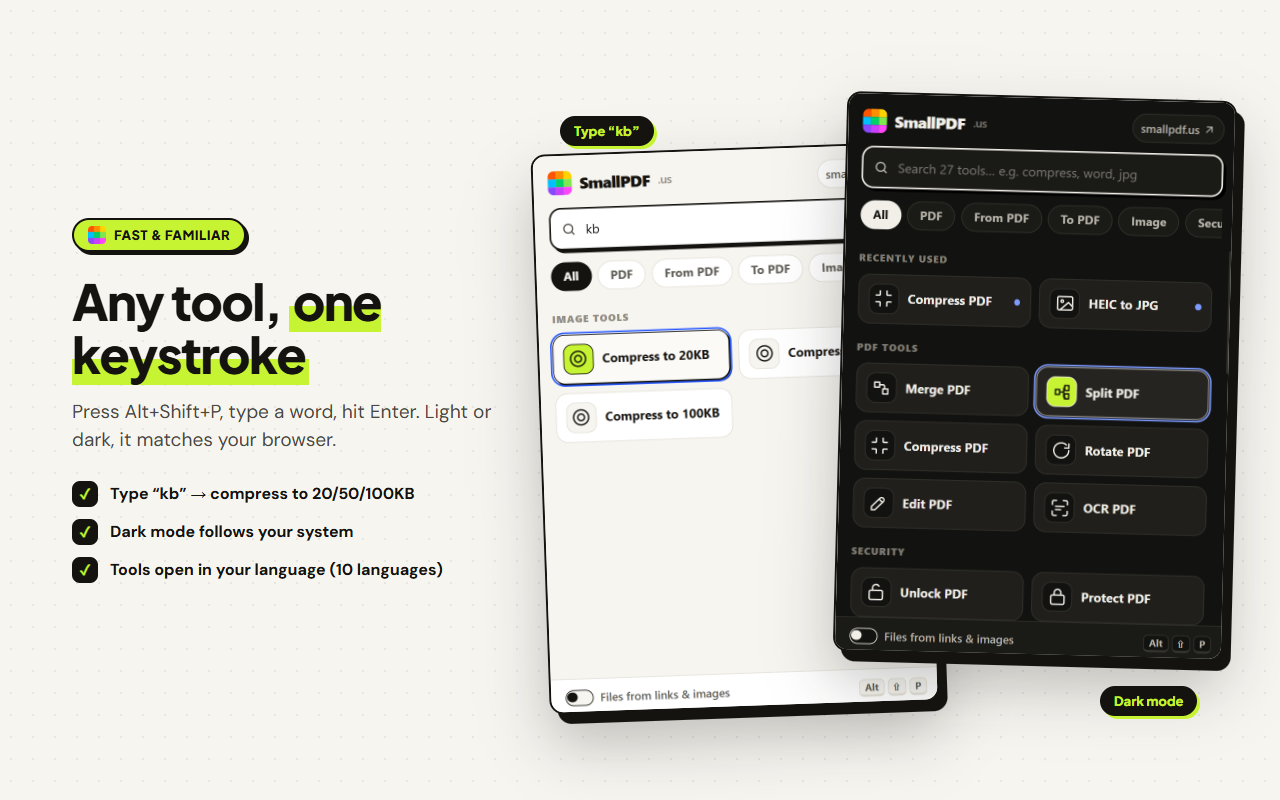 FAST & FAMILIAR
Any tool, one
keystroke
Press Alt+Shift+P, type a word, hit Enter. Light or
dark, it matches your browser.
✓ Type “kb” → compress to 20/50/100KB
✓ Dark mode follows your system
✓ Tools open in your language (10 languages)
Type “kb”
SmallPDF .us
kb
All PDF From PDF To PDF
IMAGE TOOLS
Compress to 20KB
Compress to 100KB
Files from links & images
Alt ⇧ P
SmallPDF .us
smallpdf.us ↗
Search 27 tools... e.g. compress, word, jpg
All PDF From PDF To PDF Image
RECENTLY USED
Compress PDF HEIC to JPG
PDF TOOLS
Merge PDF Split PDF
Compress PDF Rotate PDF
Edit PDF OCR PDF
SECURITY
Unlock PDF Protect PDF
Files from links & images
Alt ⇧ P
Dark mode